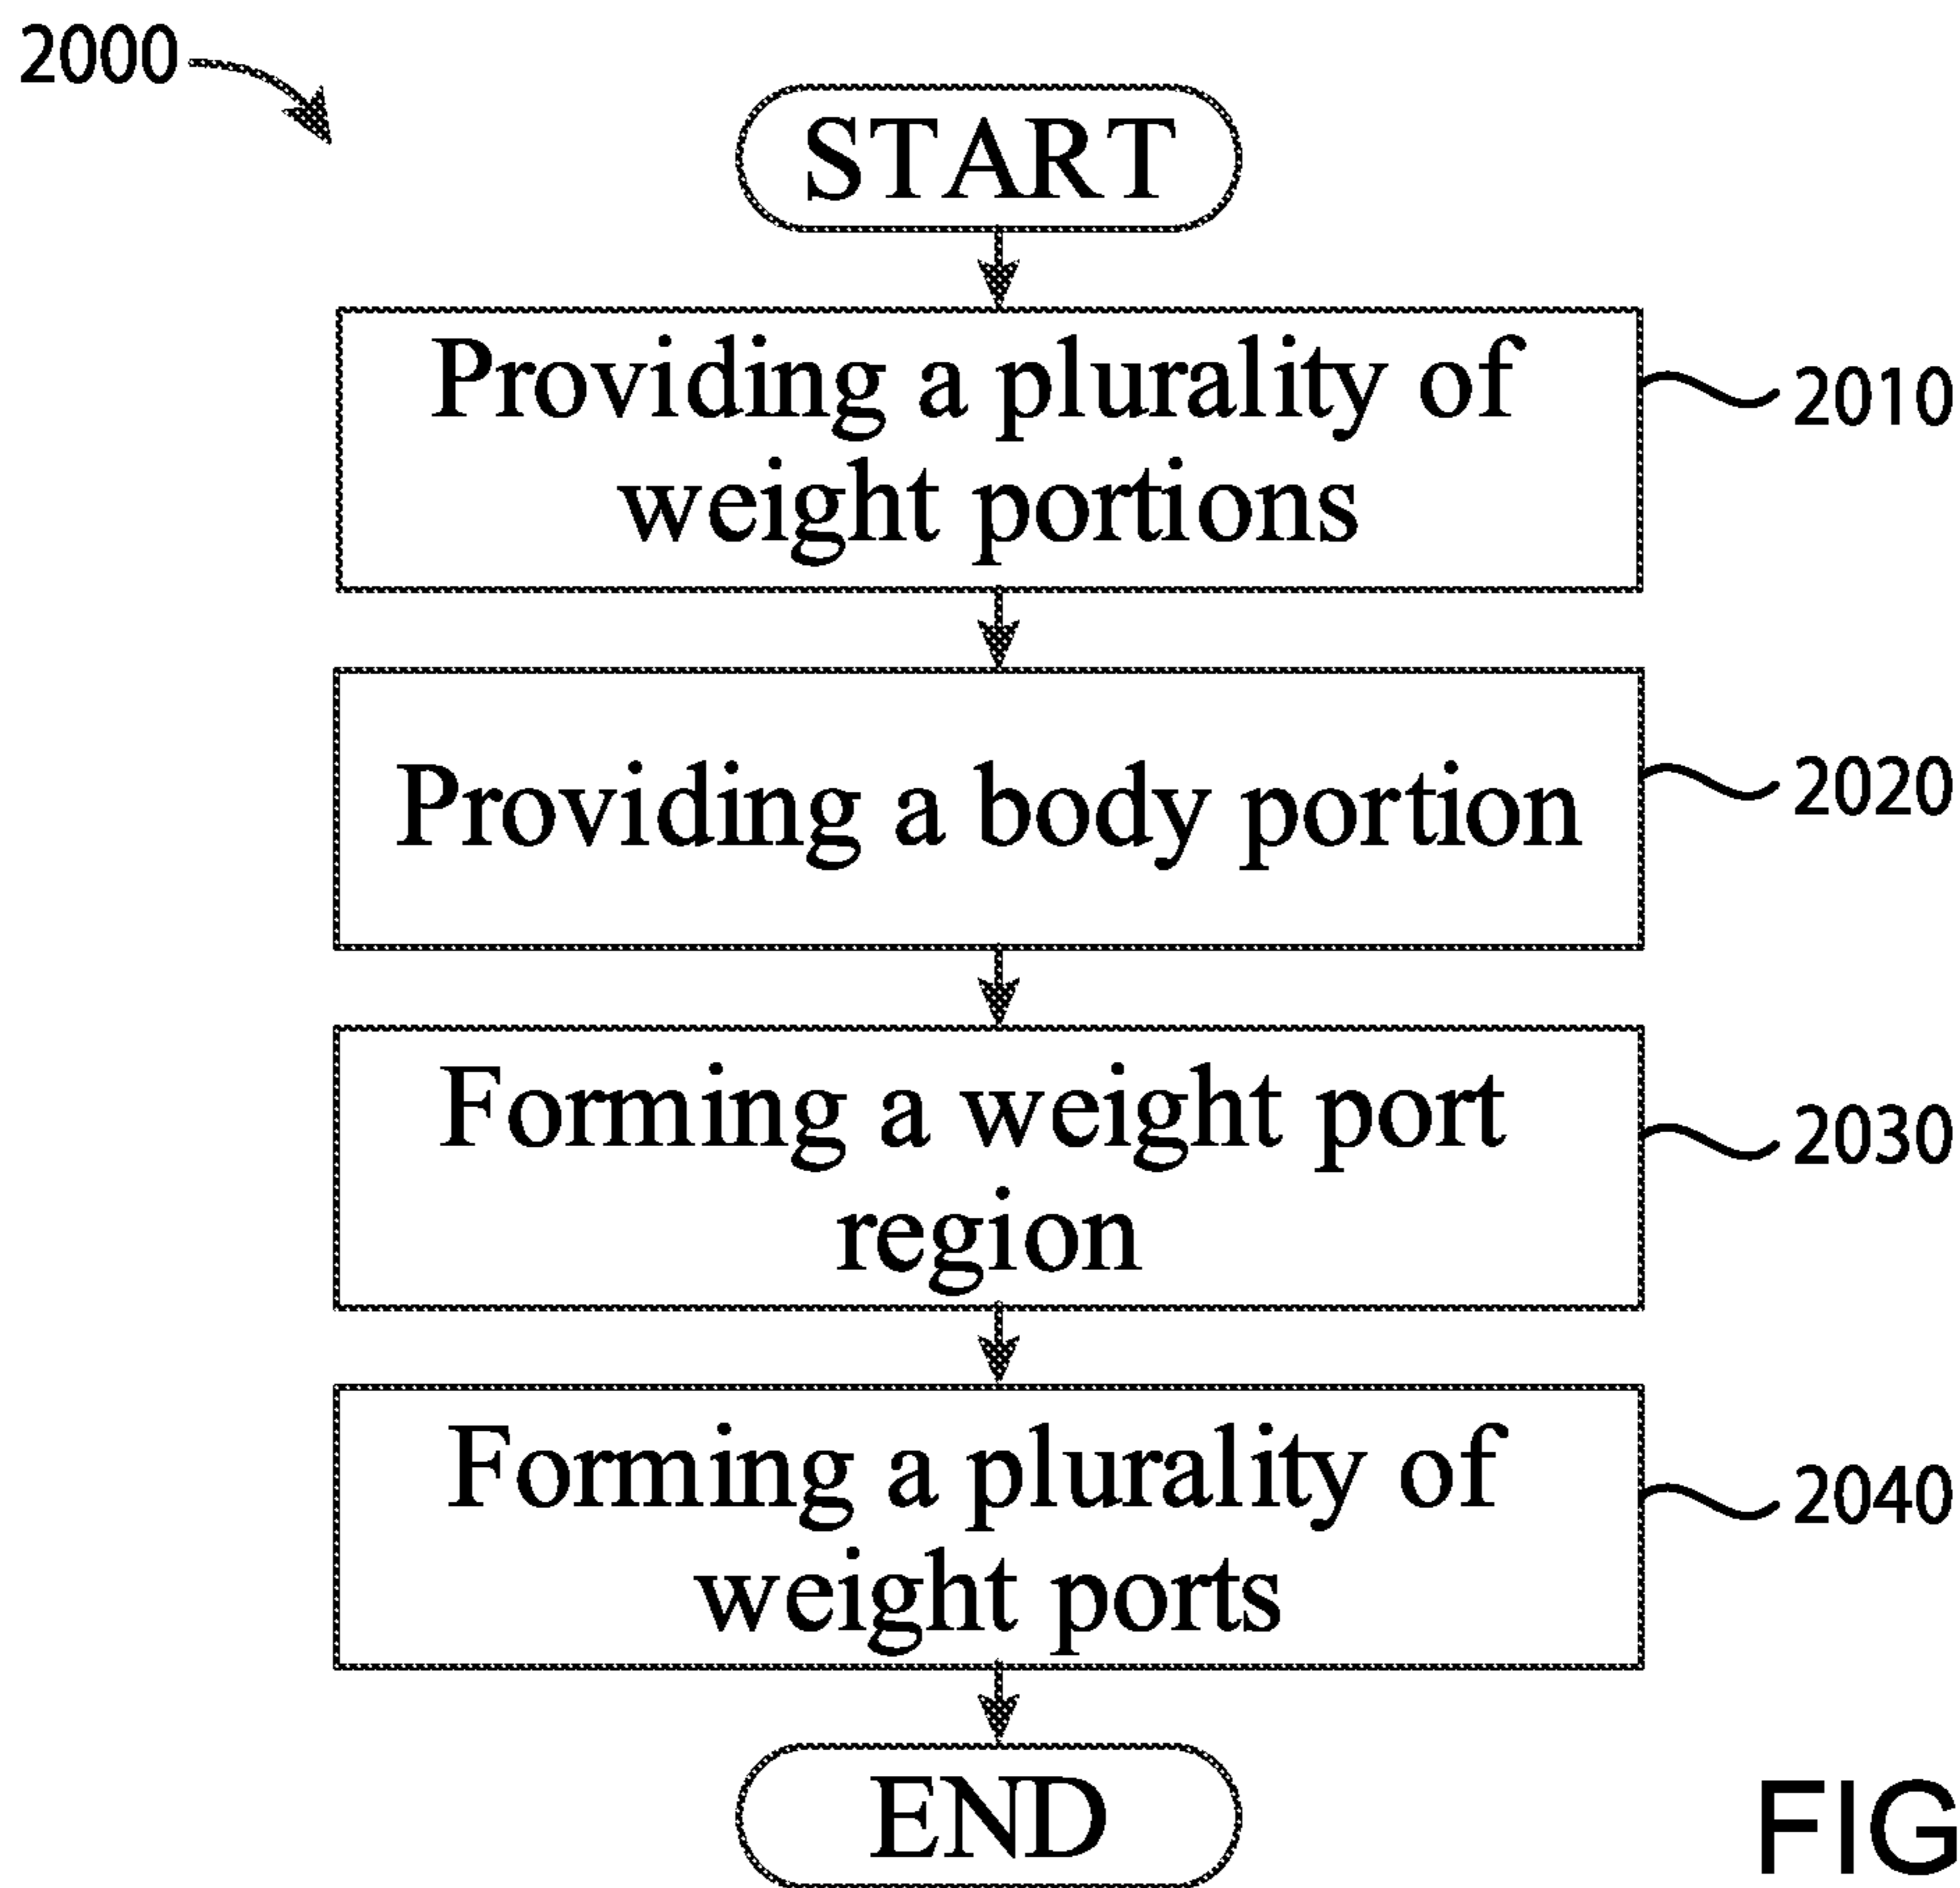 2000
START
Providing a plurality of
weight portions
2010
Providing a body portion
2020
Forming a weight port
region
2030
Forming a plurality of
weight ports
2040
END
FIG